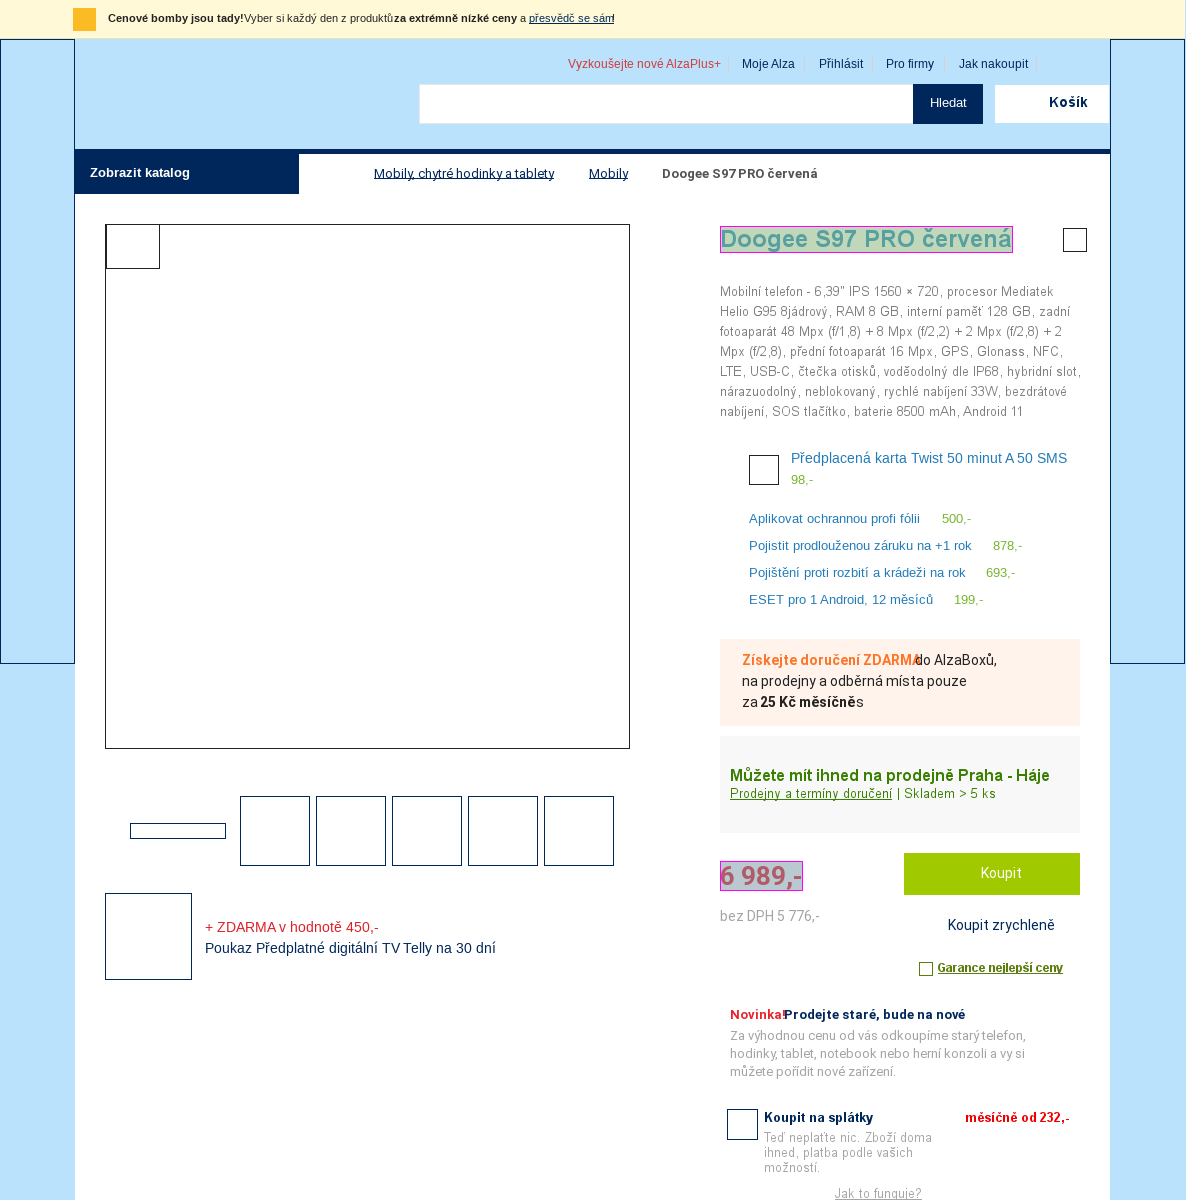 Cenové bomby jsou tady!Vyber si každý den z produktů za extrémně nízké ceny a přesvědč se sám!
Vyzkoušejte nové AlzaPlus+ Moje Alza Přihlásit Pro firmy Jak nakoupit
Hledat Košík
Zobrazit katalog Mobily, chytré hodinky a tablety Mobily Doogee S97 PRO červená
Doogee S97 PRO červená
Mobilní telefon - 6,39" IPS 1560 × 720, procesor Mediatek
Helio G95 8jádrový, RAM 8 GB, interní paměť 128 GB, zadní
fotoaparát 48 Mpx (f/1,8) + 8 Mpx (f/2,2) + 2 Mpx (f/2,8) + 2
Mpx (f/2,8), přední fotoaparát 16 Mpx, GPS, Glonass, NFC,
LTE, USB-C, čtečka otisků, voděodolný dle IP68, hybridní slot,
nárazuodolný, neblokovaný, rychlé nabíjení 33W, bezdrátové
nabíjení, SOS tlačítko, baterie 8500 mAh, Android 11
Předplacená karta Twist 50 minut A 50 SMS
98,-
Aplikovat ochrannou profi fólii 500,-
Pojistit prodlouženou záruku na +1 rok 878,-
Pojištění proti rozbití a krádeži na rok 693,-
ESET pro 1 Android, 12 měsíců 199,-
Získejte doručení ZDARMA do AlzaBoxů,
na prodejny a odběrná místa pouze
za 25 Kč měsíčně s
Můžete mít ihned na prodejně Praha - Háje
Prodejny a termíny doručení | Skladem > 5 ks
6 989,- Koupit
bez DPH 5 776,-
Koupit zrychleně
Garance nejlepší ceny
+ ZDARMA v hodnotě 450,-
Poukaz Předplatné digitální TV Telly na 30 dní
Novinka! Prodejte staré, bude na nové
Za výhodnou cenu od vás odkoupíme starý telefon,
hodinky, tablet, notebook nebo herní konzoli a vy si
můžete pořídit nové zařízení.
Koupit na splátky měsíčně od 232,-
Teď neplaťte nic. Zboží doma
ihned, platba podle vašich
možností.
Jak to funguje?